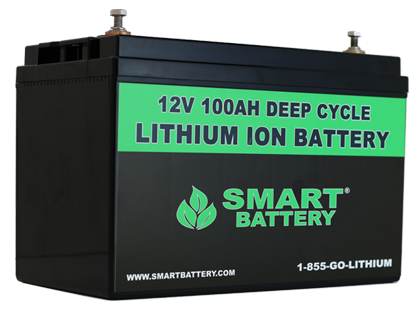 12V 100AH DEEP CYCLE
LITHIUM ION BATTERY
SMART®
BATTERY
WWW.SMARTBATTERY.COM
1-855-GO-LITHIUM